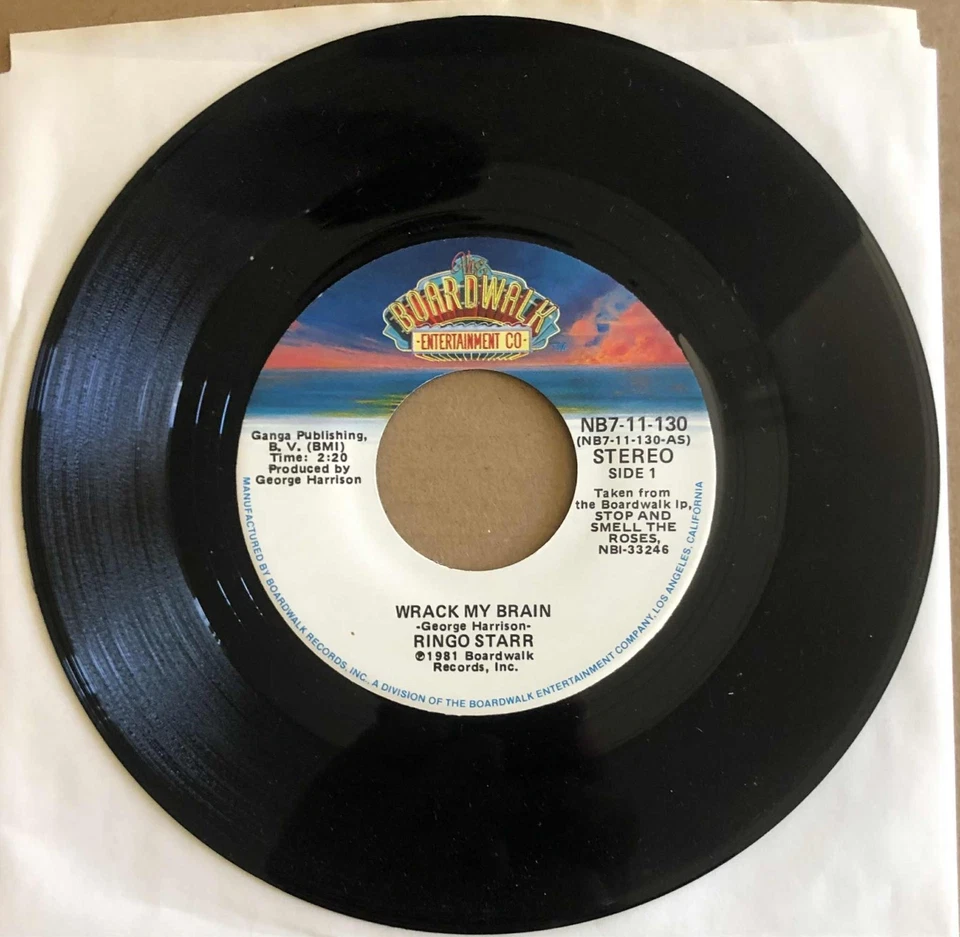 The
BOARDWALK
·ENTERTAINMENT CO·
TM
Ganga Publishing,
B. V. (BMI)
Time: 2:20
Produced by
George Harrison
NB7-11-130
(NB7-11-130-AS)
STEREO
SIDE 1
Taken from
the Boardwalk lp,
STOP AND
SMELL THE
ROSES,
NBI-33246
WRACK MY BRAIN
-George Harrison-
RINGO STARR
℗1981 Boardwalk
Records, Inc.
MANUFACTURED BY BOARDWALK RECORDS, INC., A DIVISION OF THE BOARDWALK ENTERTAINMENT COMPANY, LOS ANGELES, CALIFORNIA